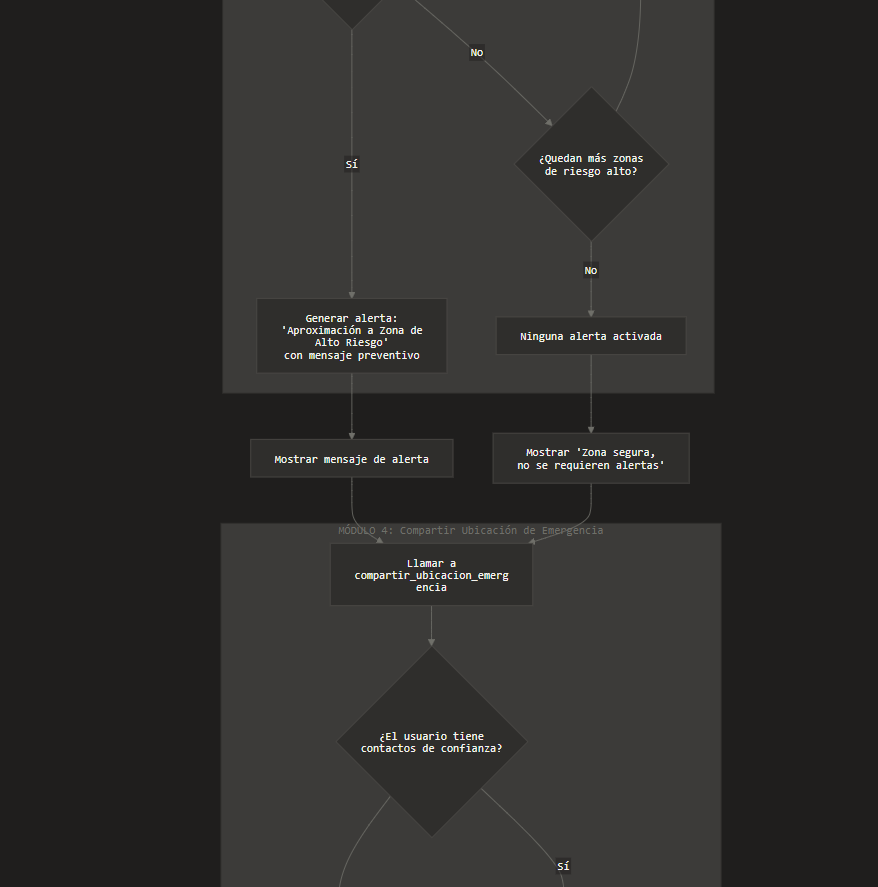 No
¿Quedan más zonas
de riesgo alto?
Sí
No
Generar alerta:
'Aproximación a Zona de
Alto Riesgo'
con mensaje preventivo
Ninguna alerta activada
Mostrar mensaje de alerta
Mostrar 'Zona segura,
no se requieren alertas'
MÓDULO 4: Compartir Ubicación de Emergencia
Llamar a
compartir_ubicacion_emerg
encia
¿El usuario tiene
contactos de confianza?
Sí